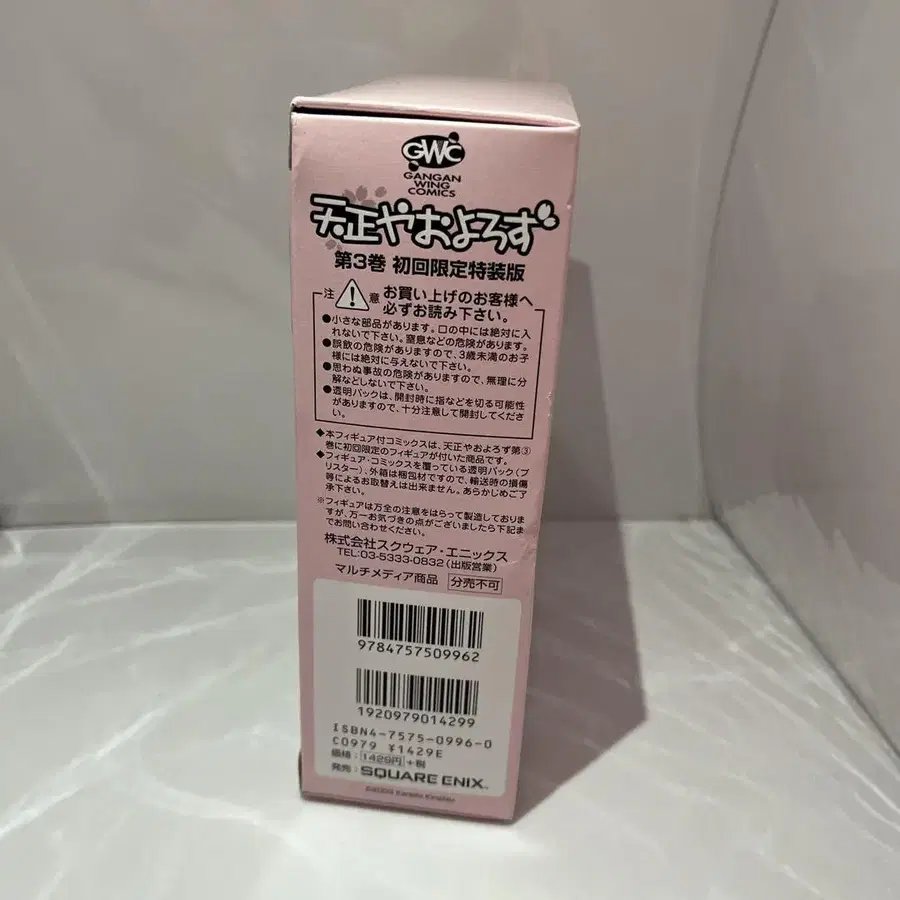 GWC
GANGAN
WING
COMICS
天正やおよろず
第3巻 初回限定特装版
注意 お買い上げのお客様へ
必ずお読み下さい。
●小さな部品があります。口の中には絶対に入
れないで下さい。窒息などの危険があります。
●誤飲の危険がありますので、3歳未満のお子
様には絶対に与えないで下さい。
●思わぬ事故の危険がありますので、無理に分
解などしないで下さい。
●透明パックは、開封時に指などを切る可能性
がありますので、十分注意して開封してくださ
い。
◆本フィギュア付コミックスは、天正やおよろず第③
巻に初回限定のフィギュアが付いた商品です。
◆フィギュア・コミックスを覆っている透明パック(ブ
リスター)、外箱は梱包材ですので、輸送時の損傷
等によるお取替えは出来ません。あらかじめご了
承下さい。
※フィギュアは万全の注意をはらって製造しておりま
すが、万一お気づきの点がございましたら下記ま
でお問い合わせください。
株式会社スクウェア・エニックス
TEL:03-5333-0832(出版営業)
マルチメディア商品 分売不可
9784757509962
1920979014299
ISBN4-7575-0996-0
C0979 ¥1429E
価格:1429円+税
発売:SQUARE ENIX